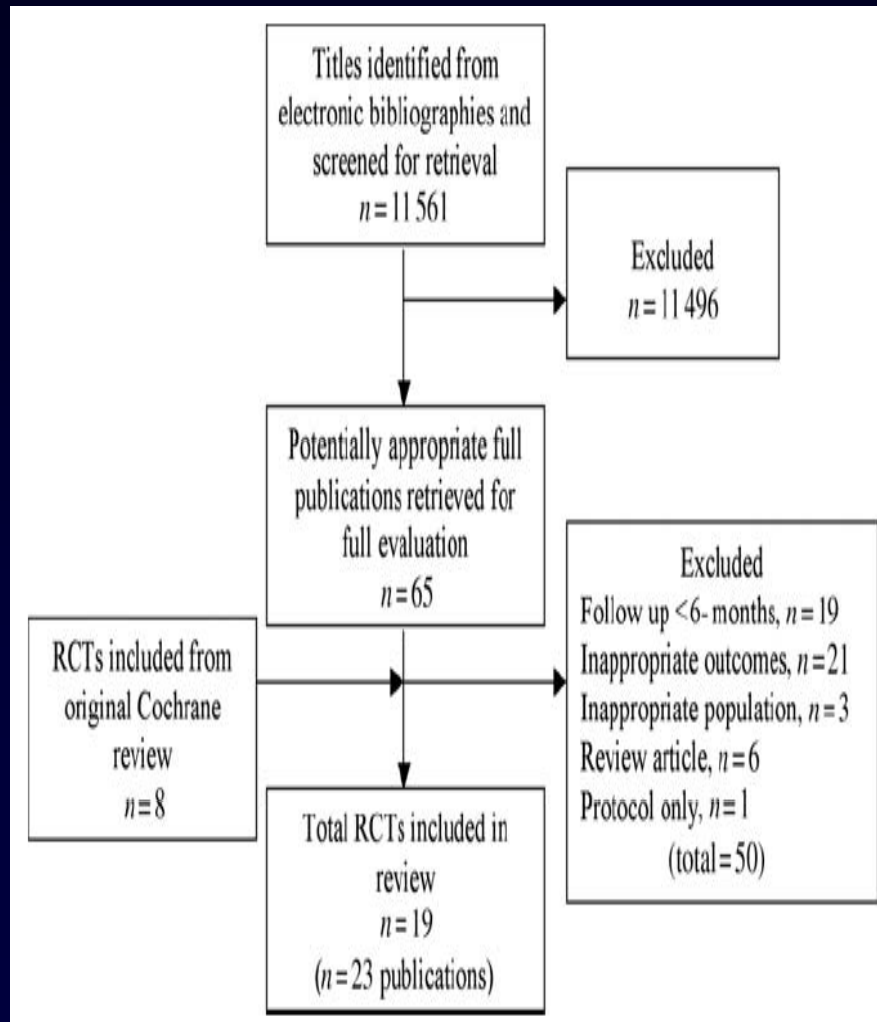 Titles identified from
electronic bibliographies and
screened for retrieval
n=11 561
Excluded
n=11 496
Potentially appropriate full
publications retrieved for
full evaluation
n=65
Excluded
Follow up <6- months, n=19
Inappropriate outcomes, n=21
Inappropriate population, n=3
Review article, n=6
Protocol only, n=1
(total=50)
RCTs included from
original Cochrane
review
n=8
Total RCTs included in
review
n=19
(n=23 publications)